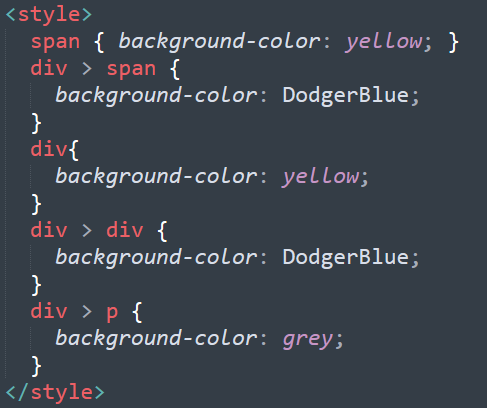 <style>
span { background-color: yellow; }
div > span {
background-color: DodgerBlue;
}
div{
background-color: yellow;
}
div > div {
background-color: DodgerBlue;
}
div > p {
background-color: grey;
}
</style>